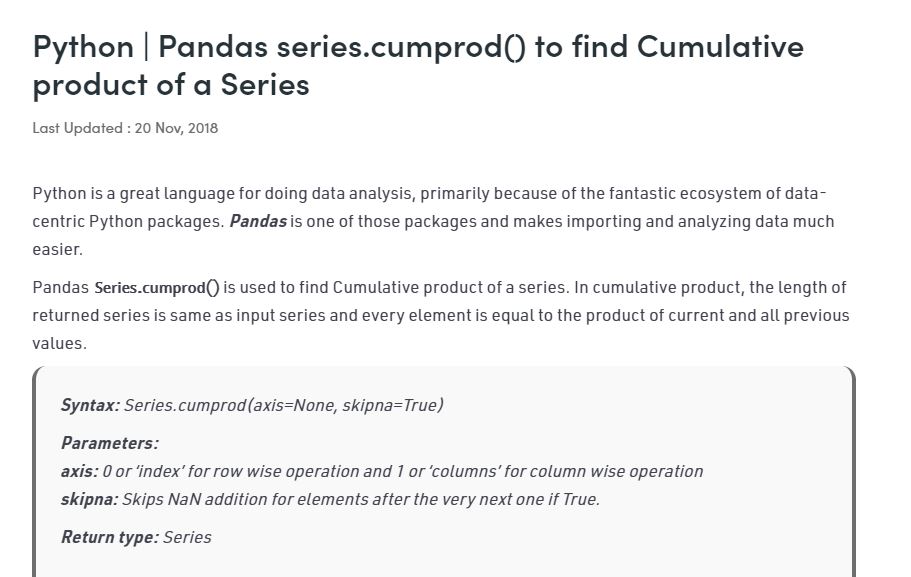 Python | Pandas series.cumprod() to find Cumulative
product of a Series
Last Updated : 20 Nov, 2018
Python is a great language for doing data analysis, primarily because of the fantastic ecosystem of data-
centric Python packages. Pandas is one of those packages and makes importing and analyzing data much
easier.
Pandas Series.cumprod() is used to find Cumulative product of a series. In cumulative product, the length of
returned series is same as input series and every element is equal to the product of current and all previous
values.
Syntax: Series.cumprod(axis=None, skipna=True)
Parameters:
axis: 0 or ‘index’ for row wise operation and 1 or ‘columns’ for column wise operation
skipna: Skips NaN addition for elements after the very next one if True.
Return type: Series